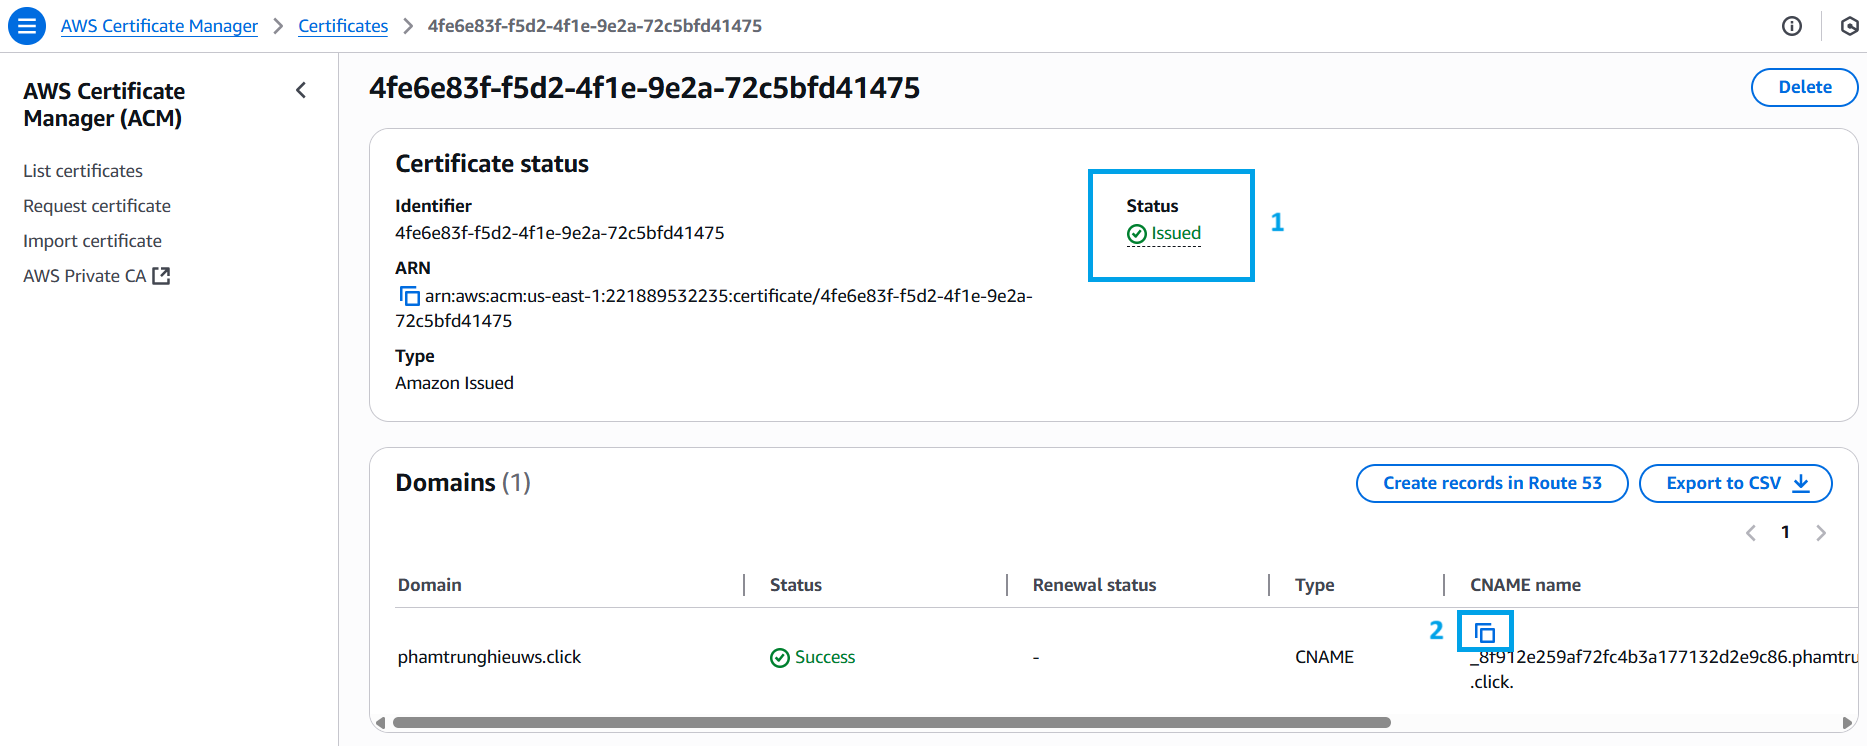 AWS Certificate Manager > Certificates > 4fe6e83f-f5d2-4f1e-9e2a-72c5bfd41475
AWS Certificate
Manager (ACM)
List certificates
Request certificate
Import certificate
AWS Private CA
4fe6e83f-f5d2-4f1e-9e2a-72c5bfd41475
Delete
Certificate status
Identifier
4fe6e83f-f5d2-4f1e-9e2a-72c5bfd41475
ARN
arn:aws:acm:us-east-1:221889532235:certificate/4fe6e83f-f5d2-4f1e-9e2a-
72c5bfd41475
Type
Amazon Issued
Status
Issued
1
Domains (1)
Create records in Route 53
Export to CSV
1
Domain
Status
Renewal status
Type
CNAME name
2
phamtrunghieuws.click
Success
-
CNAME
_8f912e259af72fc4b3a177132d2e9c86.phamtru
.click.